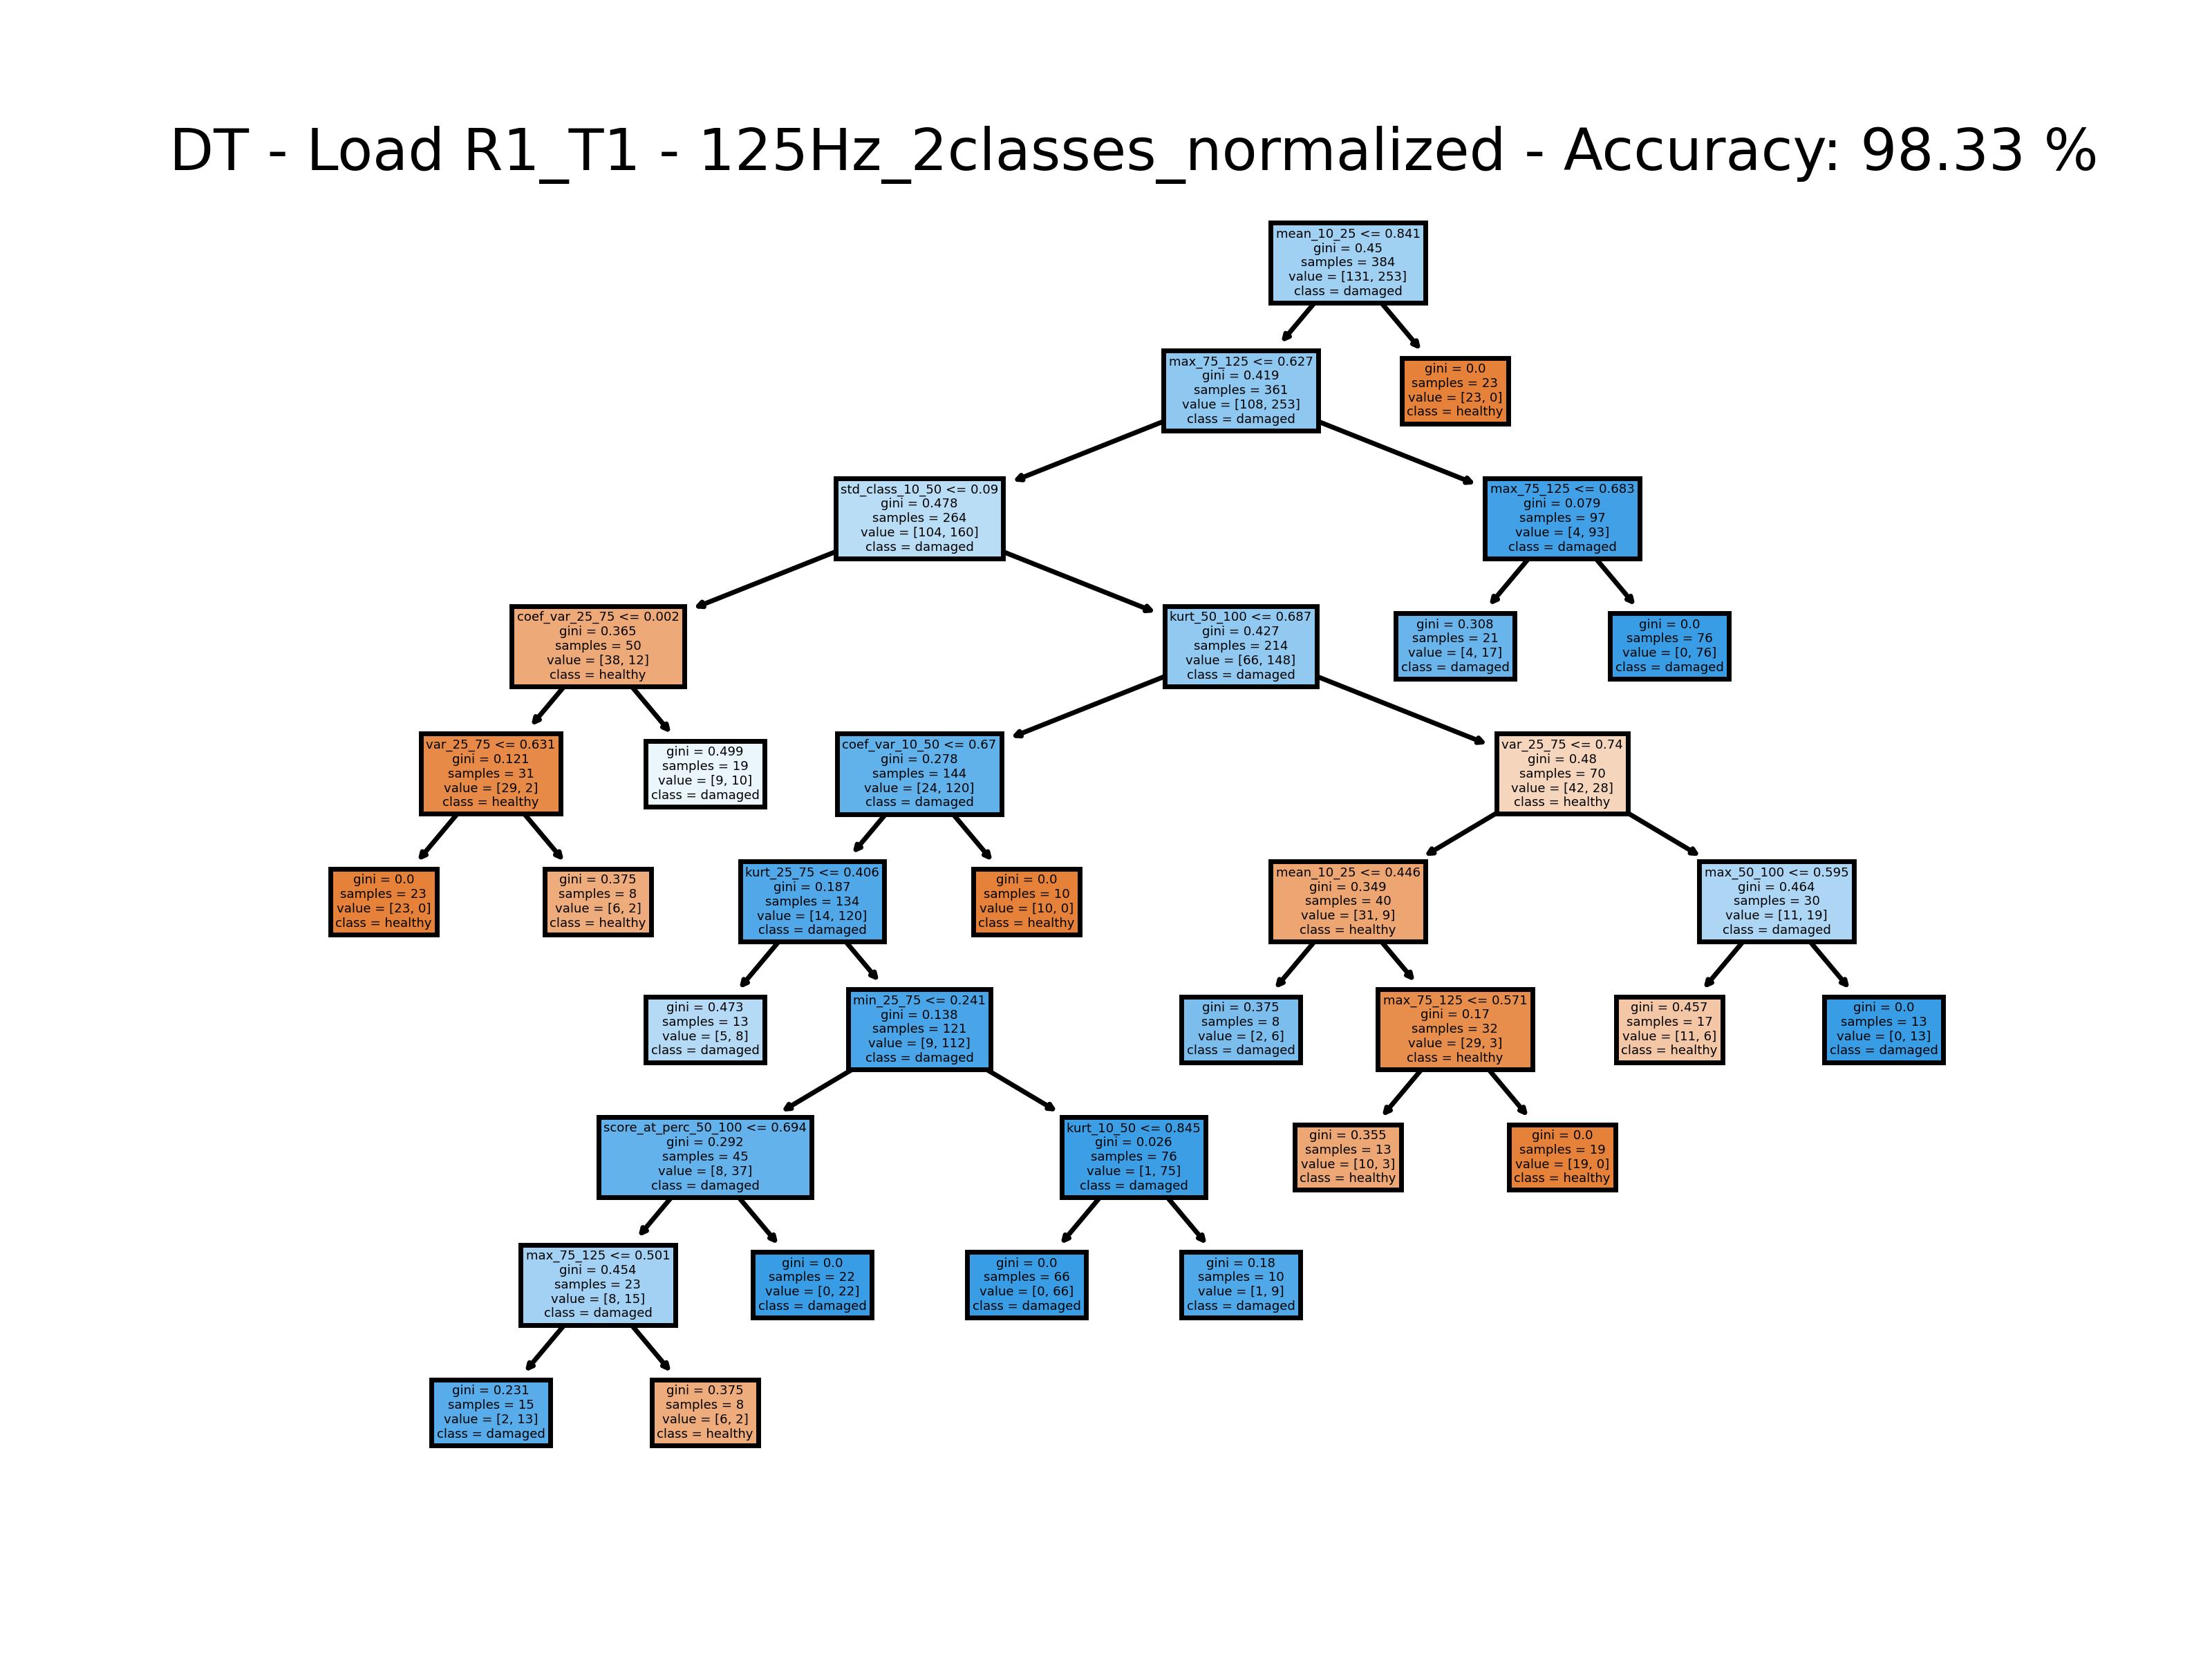 DT - Load R1_T1 - 125Hz_2classes_normalized - Accuracy: 98.33 %
mean_10_25 <= 0.841
gini = 0.45
samples = 384
value = [131, 253]
class = damaged
max_75_125 <= 0.627
gini = 0.419
samples = 361
value = [108, 253]
class = damaged
gini = 0.0
samples = 23
value = [23, 0]
class = healthy
std_class_10_50 <= 0.09
gini = 0.478
samples = 264
value = [104, 160]
class = damaged
max_75_125 <= 0.683
gini = 0.079
samples = 97
value = [4, 93]
class = damaged
coef_var_25_75 <= 0.002
gini = 0.365
samples = 50
value = [38, 12]
class = healthy
kurt_50_100 <= 0.687
gini = 0.427
samples = 214
value = [66, 148]
class = damaged
gini = 0.308
samples = 21
value = [4, 17]
class = damaged
gini = 0.0
samples = 76
value = [0, 76]
class = damaged
var_25_75 <= 0.631
gini = 0.121
samples = 31
value = [29, 2]
class = healthy
gini = 0.499
samples = 19
value = [9, 10]
class = damaged
coef_var_10_50 <= 0.67
gini = 0.278
samples = 144
value = [24, 120]
class = damaged
var_25_75 <= 0.74
gini = 0.48
samples = 70
value = [42, 28]
class = healthy
gini = 0.0
samples = 23
value = [23, 0]
class = healthy
gini = 0.375
samples = 8
value = [6, 2]
class = healthy
kurt_25_75 <= 0.406
gini = 0.187
samples = 134
value = [14, 120]
class = damaged
gini = 0.0
samples = 10
value = [10, 0]
class = healthy
mean_10_25 <= 0.446
gini = 0.349
samples = 40
value = [31, 9]
class = healthy
max_50_100 <= 0.595
gini = 0.464
samples = 30
value = [11, 19]
class = damaged
gini = 0.473
samples = 13
value = [5, 8]
class = damaged
min_25_75 <= 0.241
gini = 0.138
samples = 121
value = [9, 112]
class = damaged
gini = 0.375
samples = 8
value = [2, 6]
class = damaged
max_75_125 <= 0.571
gini = 0.17
samples = 32
value = [29, 3]
class = healthy
gini = 0.457
samples = 17
value = [11, 6]
class = healthy
gini = 0.0
samples = 13
value = [0, 13]
class = damaged
score_at_perc_50_100 <= 0.694
gini = 0.292
samples = 45
value = [8, 37]
class = damaged
kurt_10_50 <= 0.845
gini = 0.026
samples = 76
value = [1, 75]
class = damaged
gini = 0.355
samples = 13
value = [10, 3]
class = healthy
gini = 0.0
samples = 19
value = [19, 0]
class = healthy
max_75_125 <= 0.501
gini = 0.454
samples = 23
value = [8, 15]
class = damaged
gini = 0.0
samples = 22
value = [0, 22]
class = damaged
gini = 0.0
samples = 66
value = [0, 66]
class = damaged
gini = 0.18
samples = 10
value = [1, 9]
class = damaged
gini = 0.231
samples = 15
value = [2, 13]
class = damaged
gini = 0.375
samples = 8
value = [6, 2]
class = healthy